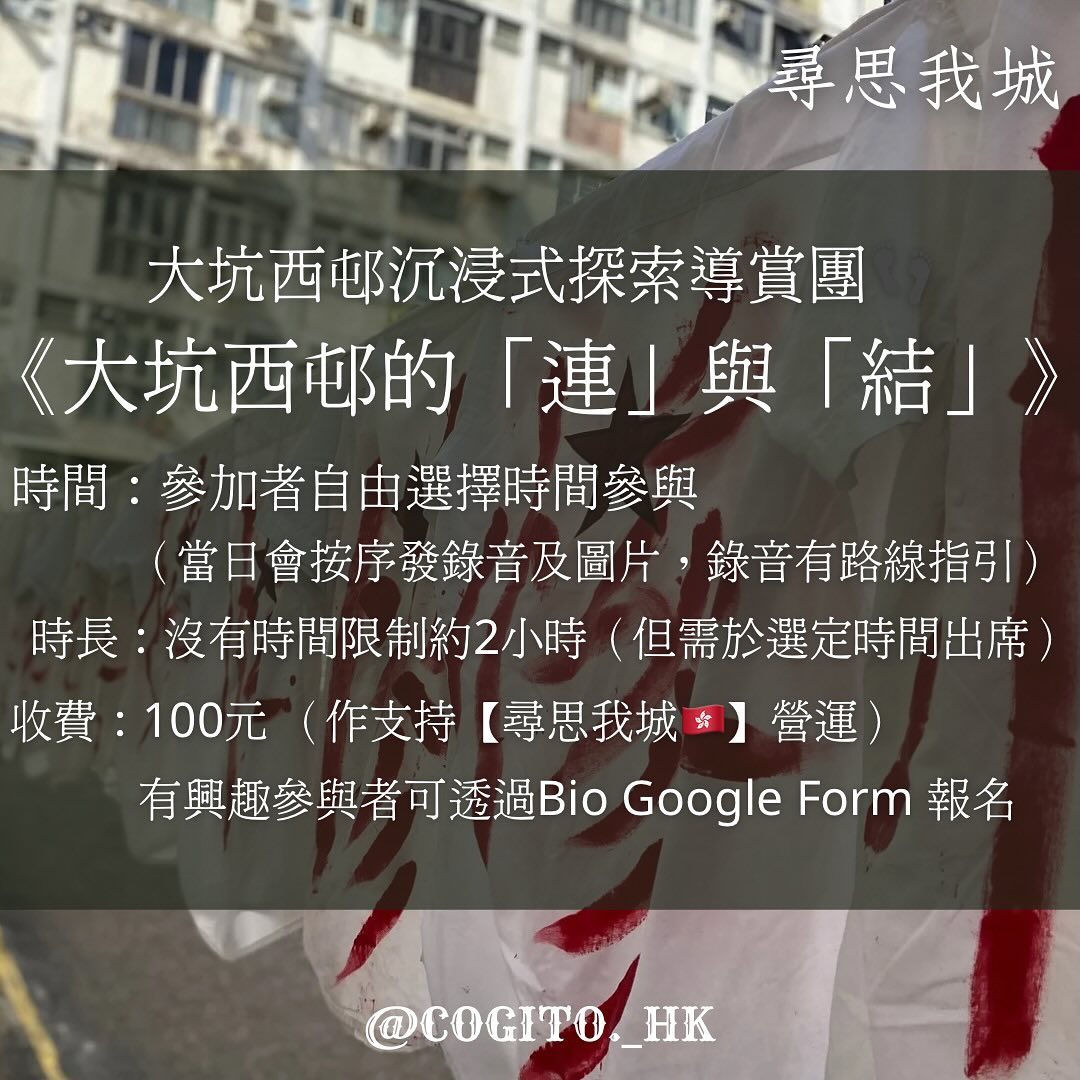 尋思我城
大坑西邨沉浸式探索導賞團
《大坑西邨的「連」與「結」》
時間：參加者自由選擇時間參與
（當日會按序發錄音及圖片，錄音有路線指引）
時長：沒有時間限制約2小時（但需於選定時間出席）
收費：100元 （作支持【尋思我城🇭🇰】營運）
有興趣參與者可透過Bio Google Form 報名
@COGITO._HK